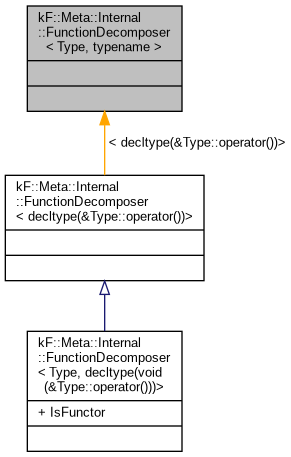 kF::Meta::Internal
::FunctionDecomposer
< Type, typename >
< decltype(&Type::operator())>
kF::Meta::Internal
::FunctionDecomposer
< decltype(&Type::operator())>
kF::Meta::Internal
::FunctionDecomposer
< Type, decltype(void
(&Type::operator()))>
+ IsFunctor